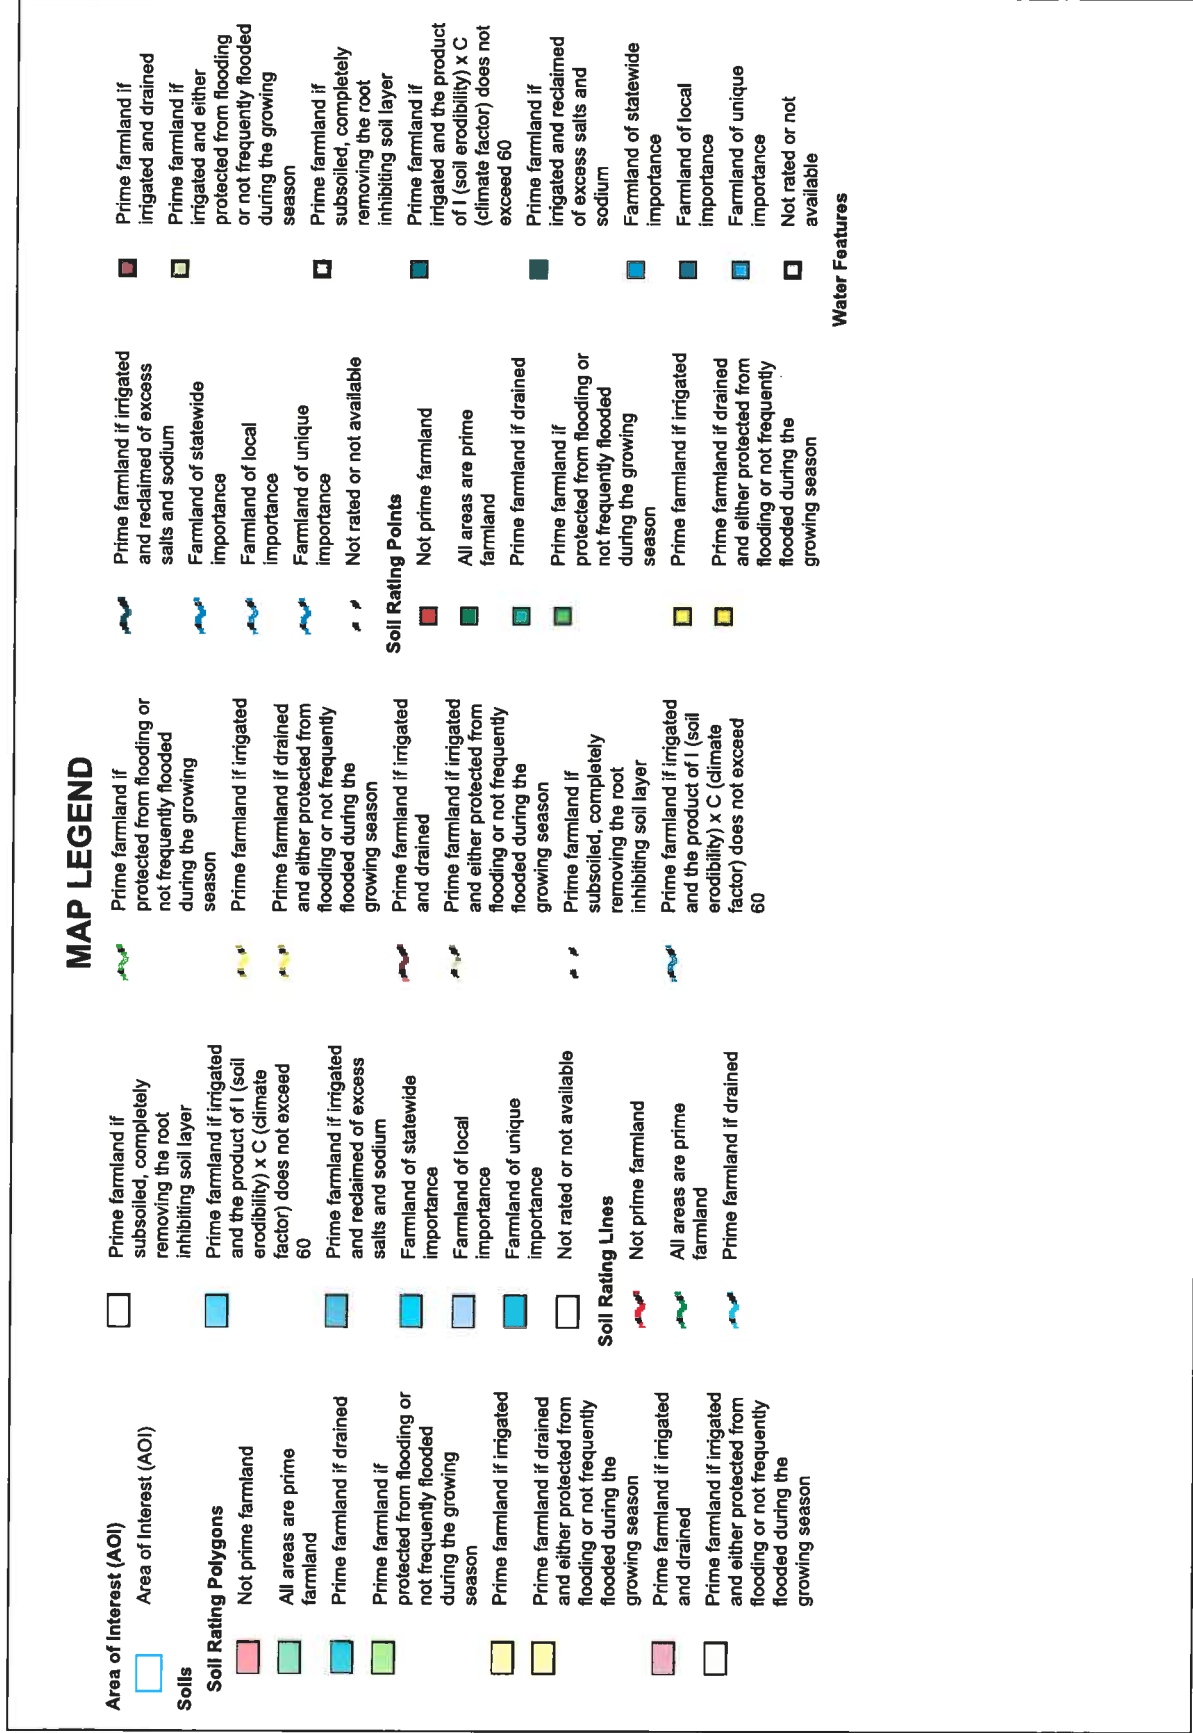 MAP LEGEND
Area of Interest (AOI)
Area of Interest (AOI)
Soils
Soil Rating Polygons
Not prime farmland
All areas are prime
farmland
Prime farmland if drained
Prime farmland if
protected from flooding or
not frequently flooded
during the growing
season
Prime farmland if irrigated
Prime farmland if drained
and either protected from
flooding or not frequently
flooded during the
growing season
Prime farmland if irrigated
and drained
Prime farmland if irrigated
and either protected from
flooding or not frequently
flooded during the
growing season
Prime farmland if
subsoiled, completely
removing the root
inhibiting soil layer
Prime farmland if irrigated
and the product of I (soil
erodibility) x C (climate
factor) does not exceed
60
Prime farmland if irrigated
and reclaimed of excess
salts and sodium
Farmland of statewide
importance
Farmland of local
importance
Farmland of unique
importance
Not rated or not available
Soil Rating Lines
Not prime farmland
All areas are prime
farmland
Prime farmland if drained
Prime farmland if
protected from flooding or
not frequently flooded
during the growing
season
Prime farmland if irrigated
Prime farmland if drained
and either protected from
flooding or not frequently
flooded during the
growing season
Prime farmland if irrigated
and drained
Prime farmland if irrigated
and either protected from
flooding or not frequently
flooded during the
growing season
Prime farmland if
subsoiled, completely
removing the root
inhibiting soil layer
Prime farmland if irrigated
and the product of I (soil
erodibility) x C (climate
factor) does not exceed
60
Prime farmland if irrigated
and reclaimed of excess
salts and sodium
Farmland of statewide
importance
Farmland of local
importance
Farmland of unique
importance
Not rated or not available
Soil Rating Points
Not prime farmland
All areas are prime
farmland
Prime farmland if drained
Prime farmland if
protected from flooding or
not frequently flooded
during the growing
season
Prime farmland if irrigated
Prime farmland if drained
and either protected from
flooding or not frequently
flooded during the
growing season
Prime farmland if
irrigated and drained
Prime farmland if
irrigated and either
protected from flooding
or not frequently flooded
during the growing
season
Prime farmland if
subsoiled, completely
removing the root
inhibiting soil layer
Prime farmland if
irrigated and the product
of I (soil erodibility) x C
(climate factor) does not
exceed 60
Prime farmland if
irrigated and reclaimed
of excess salts and
sodium
Farmland of statewide
importance
Farmland of local
importance
Farmland of unique
importance
Not rated or not
available
Water Features